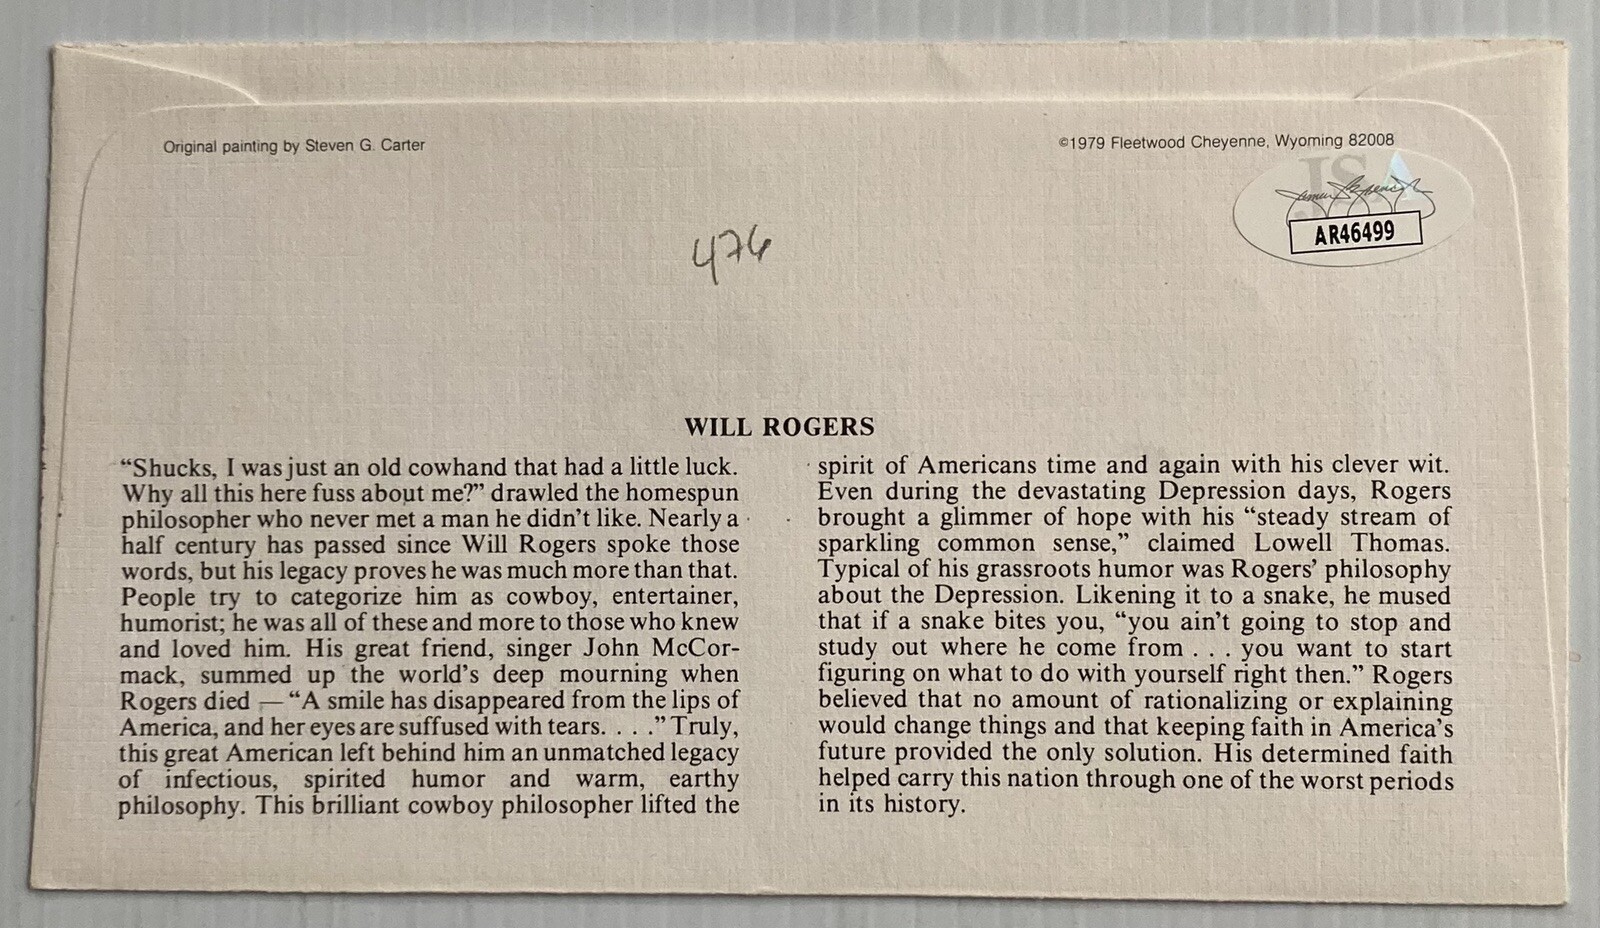 Original painting by Steven G. Carter
©1979 Fleetwood Cheyenne, Wyoming 82008
JSA
AR46499
476
WILL ROGERS
“Shucks, I was just an old cowhand that had a little luck.
Why all this here fuss about me?” drawled the homespun
philosopher who never met a man he didn’t like. Nearly a
half century has passed since Will Rogers spoke those
words, but his legacy proves he was much more than that.
People try to categorize him as cowboy, entertainer,
humorist; he was all of these and more to those who knew
and loved him. His great friend, singer John McCor-
mack, summed up the world’s deep mourning when
Rogers died — “A smile has disappeared from the lips of
America, and her eyes are suffused with tears. . . .” Truly,
this great American left behind him an unmatched legacy
of infectious, spirited humor and warm, earthy
philosophy. This brilliant cowboy philosopher lifted the
spirit of Americans time and again with his clever wit.
Even during the devastating Depression days, Rogers
brought a glimmer of hope with his “steady stream of
sparkling common sense,” claimed Lowell Thomas.
Typical of his grassroots humor was Rogers’ philosophy
about the Depression. Likening it to a snake, he mused
that if a snake bites you, “you ain’t going to stop and
study out where he come from . . . you want to start
figuring on what to do with yourself right then.” Rogers
believed that no amount of rationalizing or explaining
would change things and that keeping faith in America’s
future provided the only solution. His determined faith
helped carry this nation through one of the worst periods
in its history.